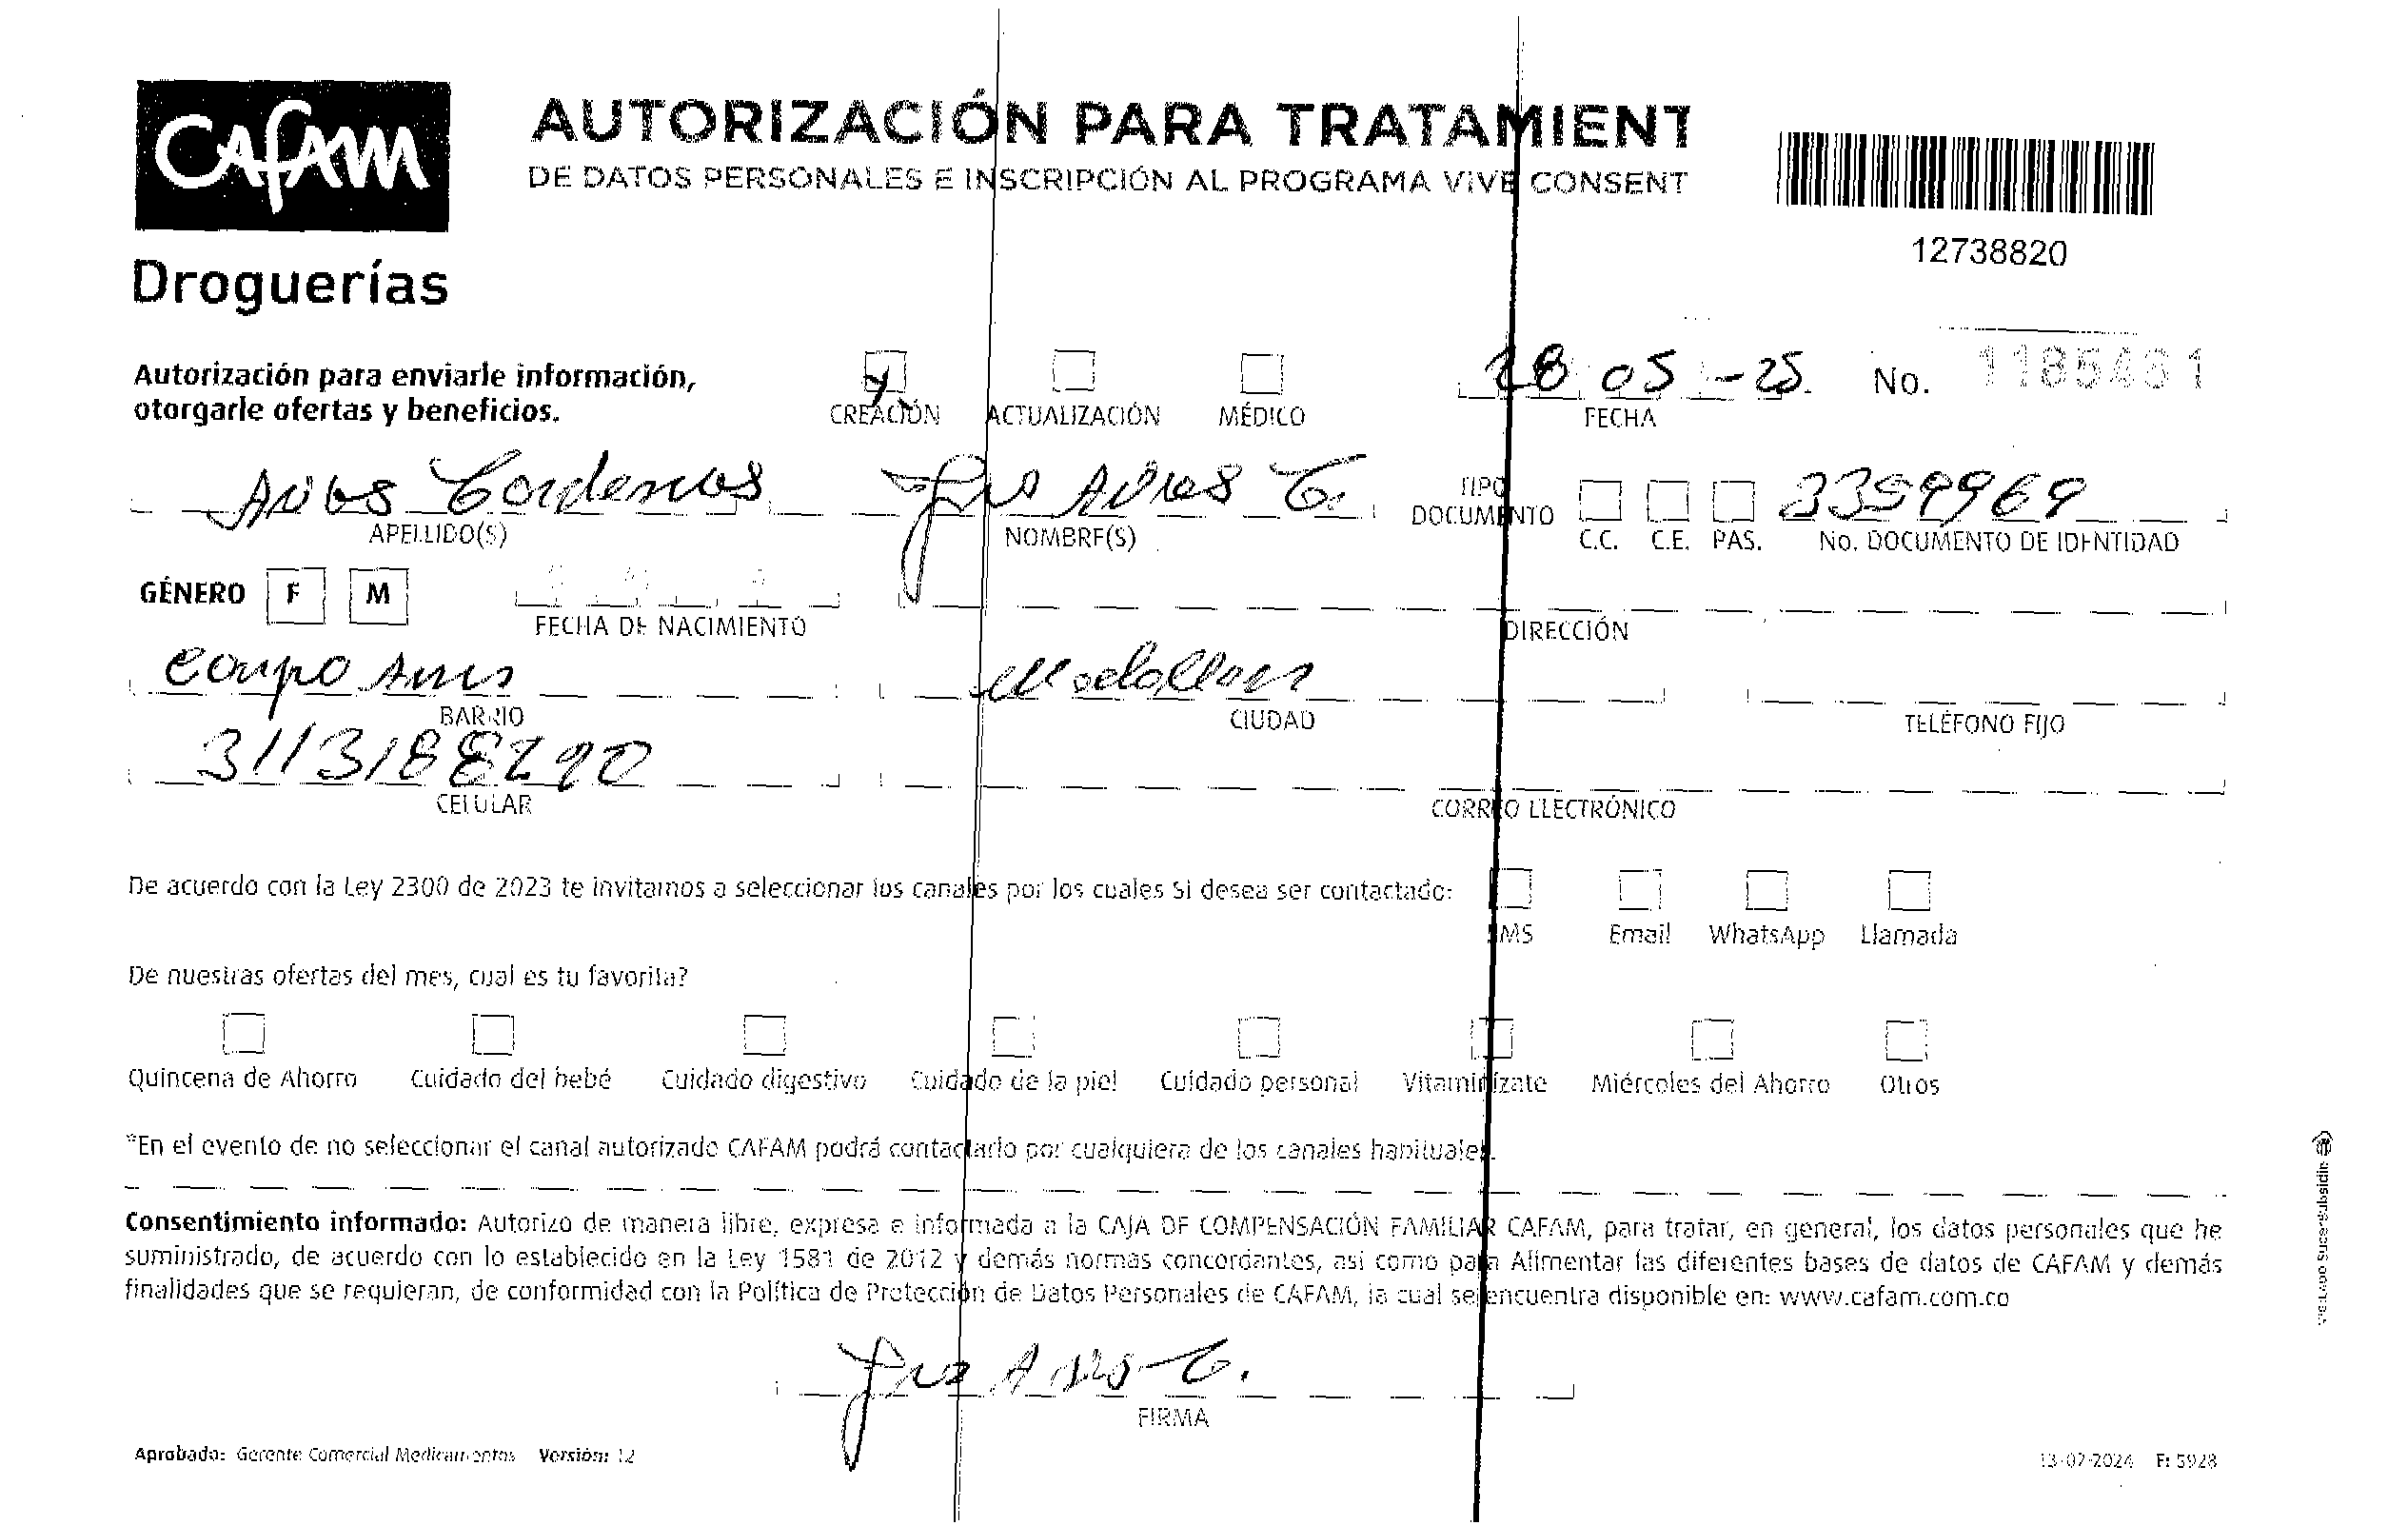 CAFAM
Droguerías
AUTORIZACIÓN PARA TRATAMIENT
DE DATOS PERSONALES E INSCRIPCIÓN AL PROGRAMA VIVE CONSENT
12738820
Autorización para enviarle información,
otorgarle ofertas y beneficios.
CREACIÓN ACTUALIZACIÓN MÉDICO
28 05 -25
FECHA
No. 1185461
Cardenas
APELLIDO(S) NOMBRE(S)
TIPO DOCUMENTO C.C. C.E. PAS.
3359969
No. DOCUMENTO DE IDENTIDAD
GÉNERO F M
FECHA DE NACIMIENTO DIRECCIÓN
Campo Medellin
BARRIO CIUDAD TELÉFONO FIJO
3113188290
CELULAR CORREO ELECTRÓNICO
De acuerdo con la Ley 2300 de 2023 te invitamos a seleccionar los canales por los cuales si desea ser contactado:
SMS Email WhatsApp Llamada
De nuestras ofertas del mes, cual es tu favorita?
Quincena de Ahorro Cuidado del bebé Cuidado digestivo Cuidado de la piel Cuidado personal Vitaminízate Miércoles del Ahorro Otros
*En el evento de no seleccionar el canal autorizado CAFAM podrá contactarlo por cualquiera de los canales habituales.
Consentimiento informado: Autorizo de manera libre, expresa e informada a la CAJA DE COMPENSACIÓN FAMILIAR CAFAM, para tratar, en general, los datos personales que he
suministrado, de acuerdo con lo establecido en la Ley 1581 de 2012 y demás normas concordantes, así como para Alimentar las diferentes bases de datos de CAFAM y demás
finalidades que se requieran, de conformidad con la Política de Protección de Datos Personales de CAFAM, la cual se encuentra disponible en: www.cafam.com.co
FIRMA
Aprobado: Gerente Comercial Medicamentos Versión: 12
13-07-2024 F: 5928